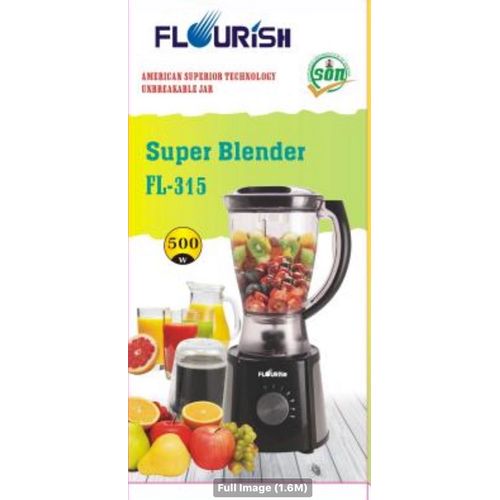 FLOURiSH
AMERICAN SUPERIOR TECHNOLOGY
UNBREAKABLE JAR
SON
Super Blender
FL-315
500
W
FLOURiSH
Full Image (1.6M)